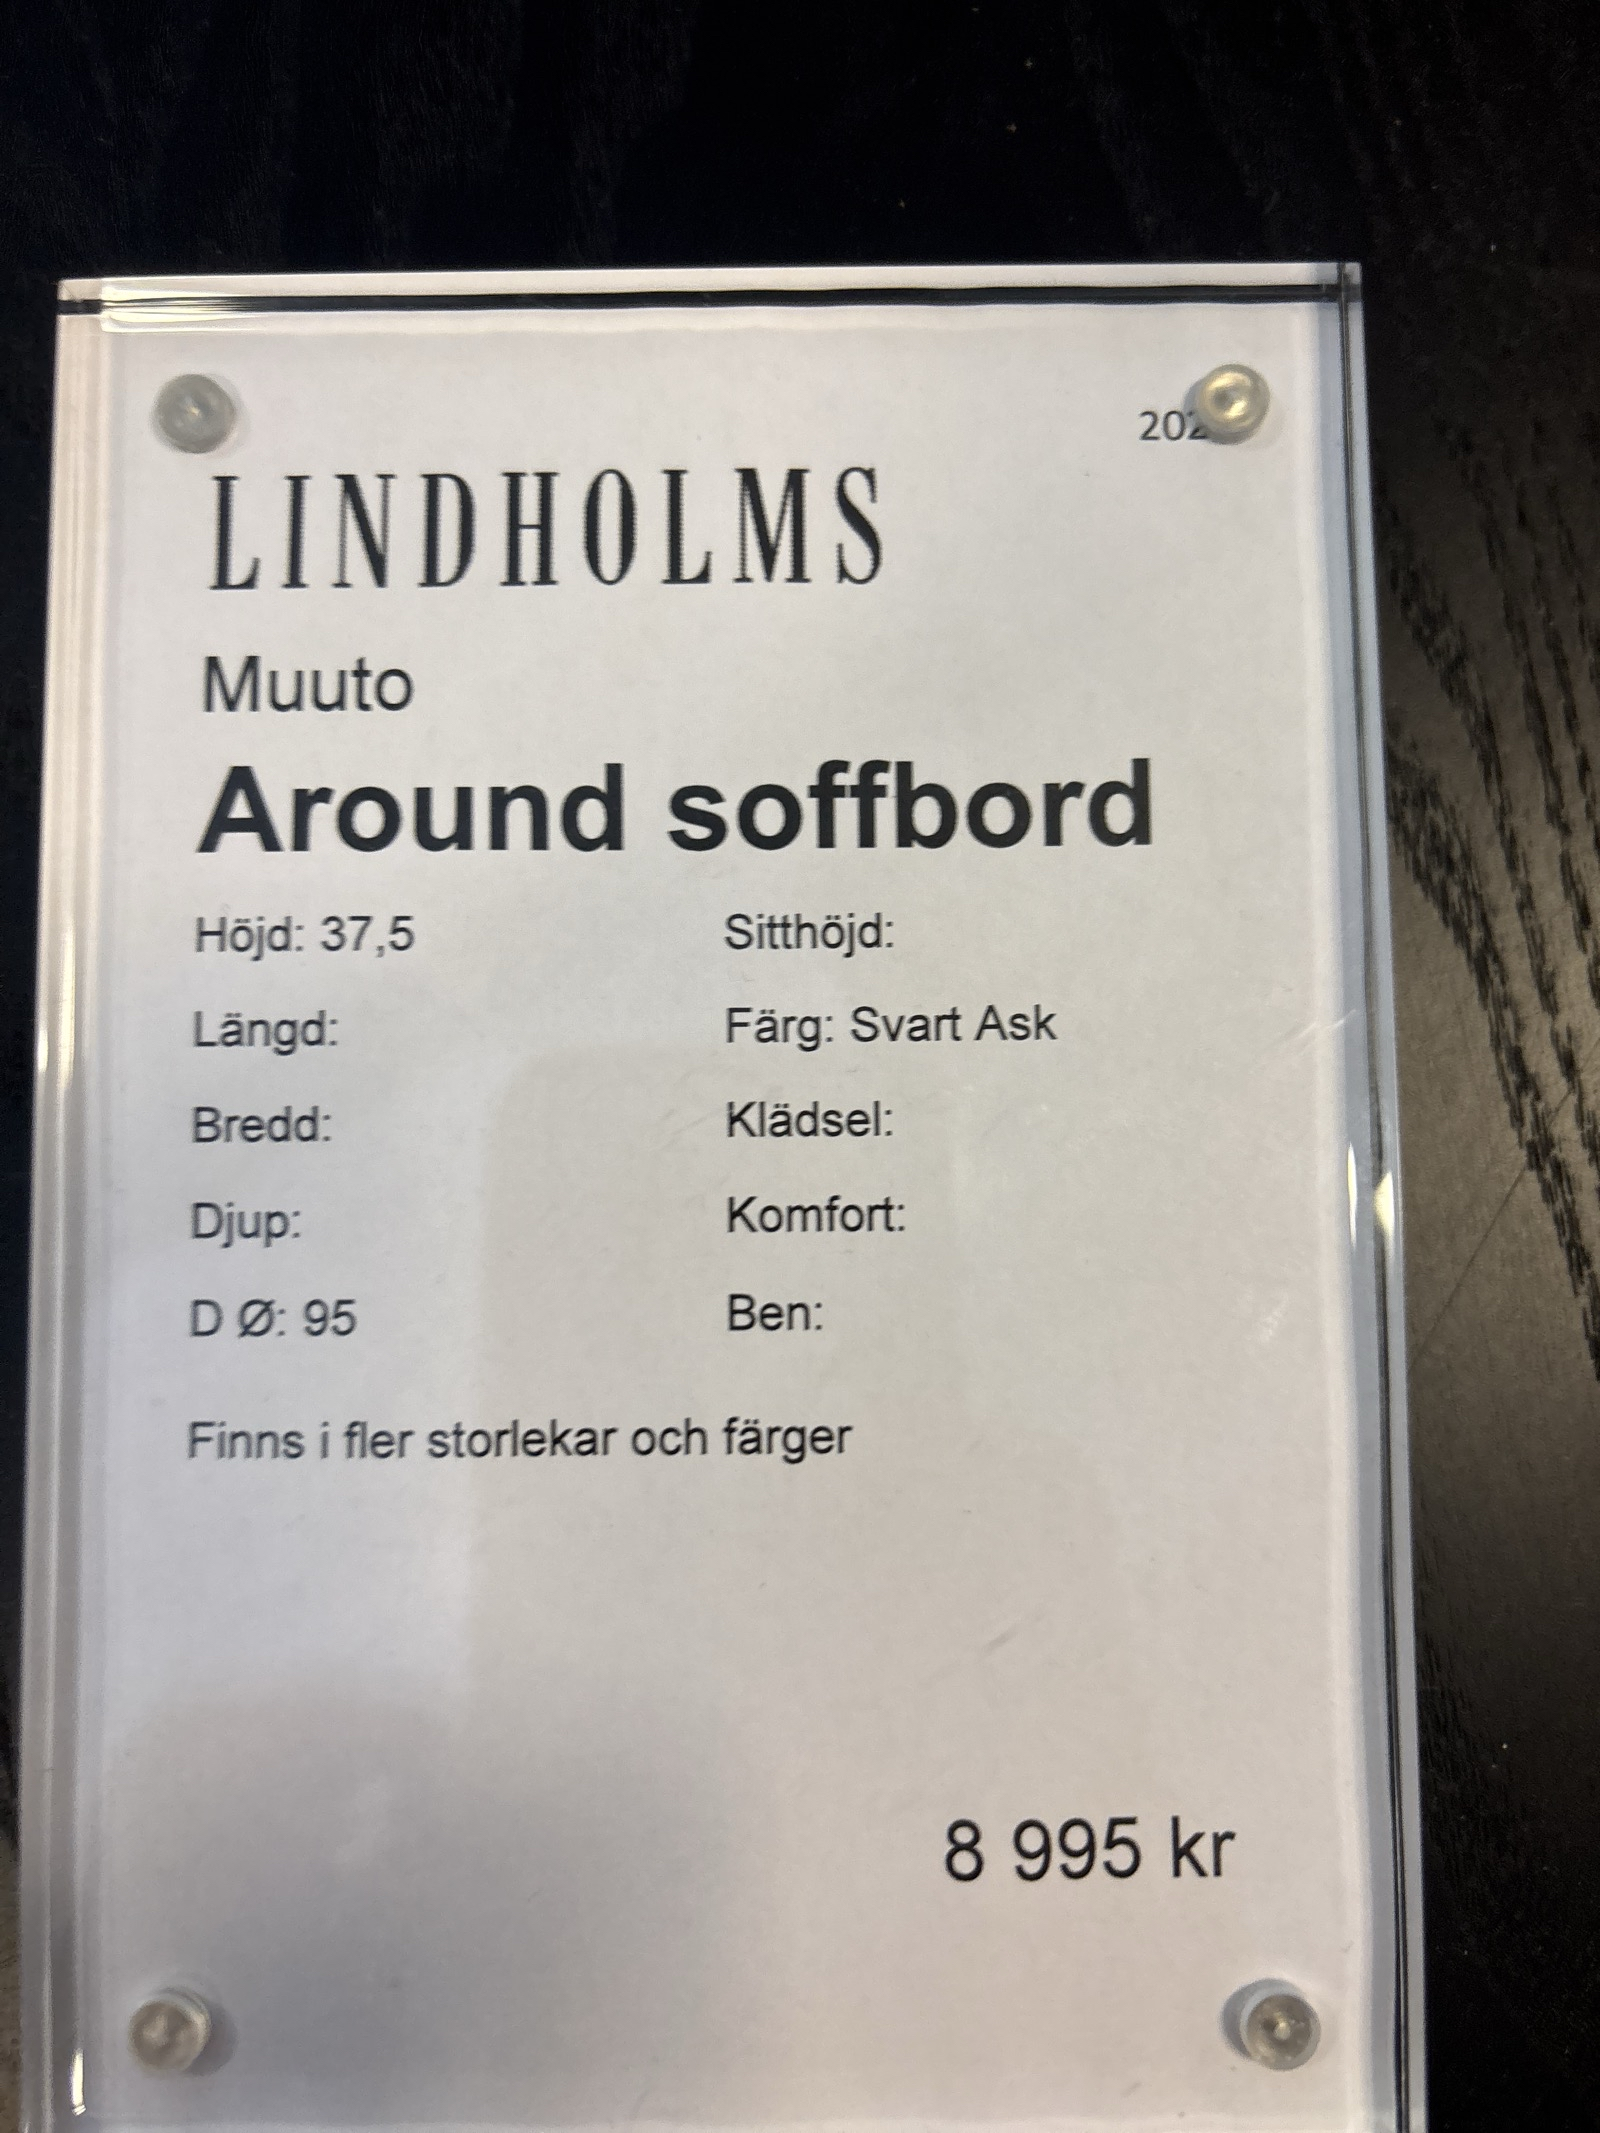 LINDHOLMS
Muuto
Around soffbord
Höjd: 37,5
Längd:
Bredd:
Djup:
D Ø: 95
Sitthöjd:
Färg: Svart Ask
Klädsel:
Komfort:
Ben:
Finns i fler storlekar och färger
8 995 kr